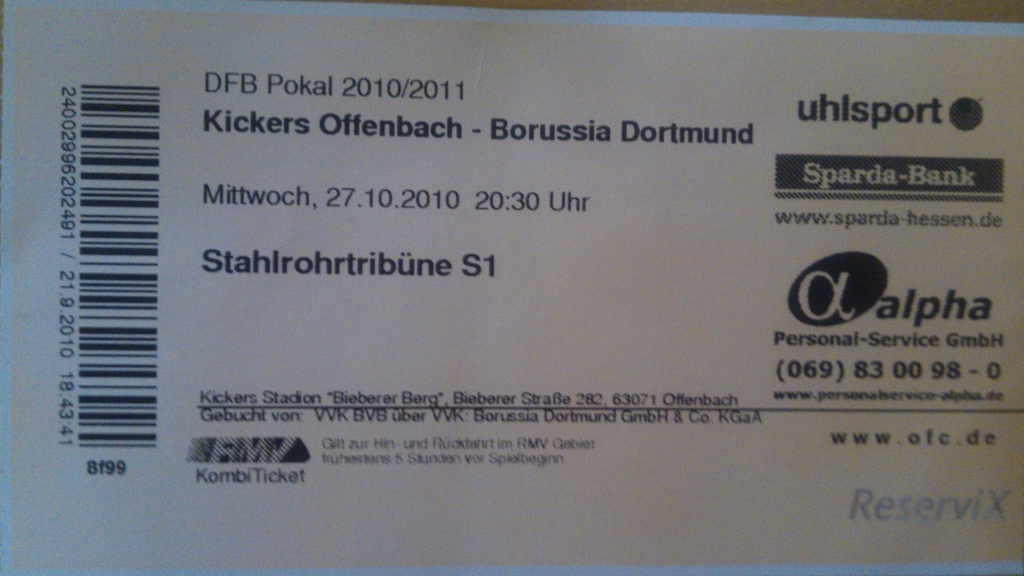 24002996202491 / 21.9.2010 18:43:41
8f99
DFB Pokal 2010/2011
Kickers Offenbach - Borussia Dortmund
Mittwoch, 27.10.2010 20:30 Uhr
Stahlrohrtribüne S1
Kickers Stadion "Bieberer Berg", Bieberer Straße 282, 63071 Offenbach
Gebucht von: VVK BVB über VVK: Borussia Dortmund GmbH & Co. KGaA
KombiTicket
Gilt zur Hin- und Rückfahrt im RMV Gebiet
frühestens 5 Stunden vor Spielbeginn
uhlsport
Sparda-Bank
www.sparda-hessen.de
α alpha
Personal-Service GmbH
(069) 83 00 98 - 0
www.personalservice-alpha.de
www.ofc.de
ReserviX